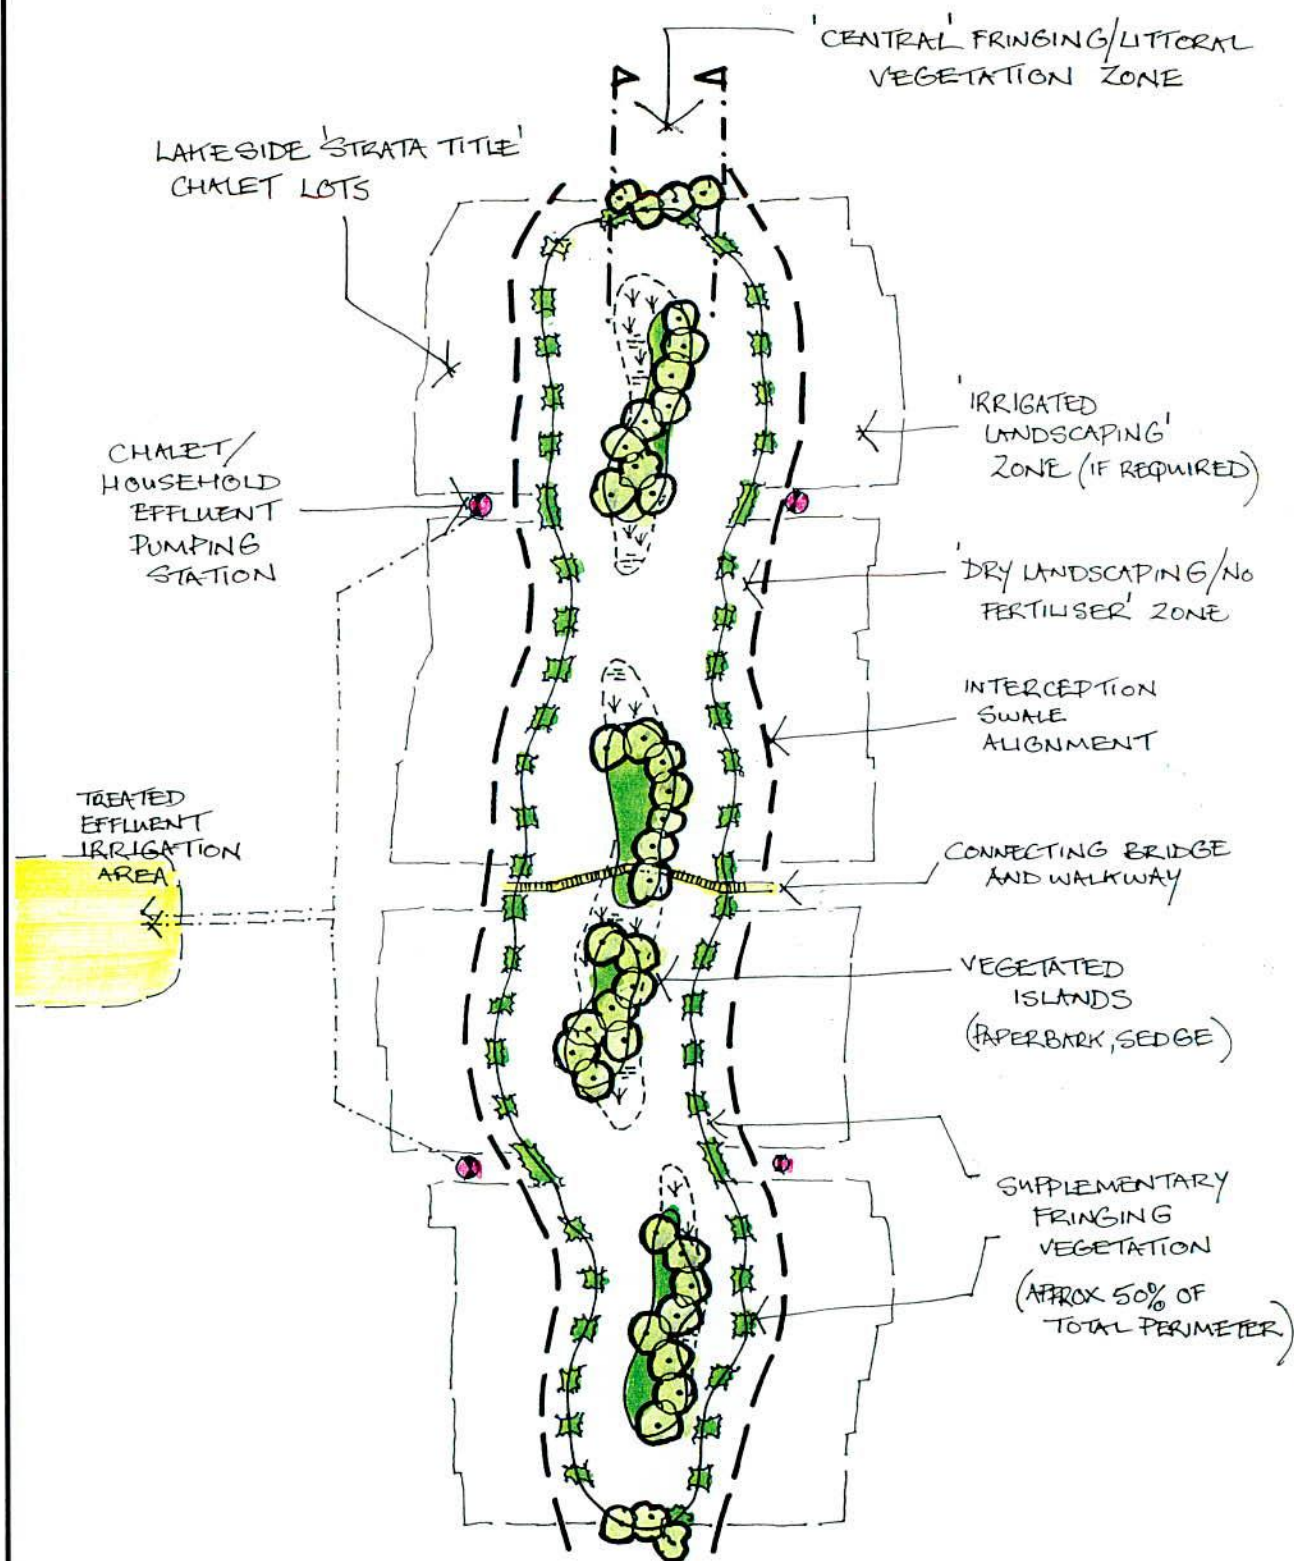 'CENTRAL' FRINGING/LITTORAL
VEGETATION ZONE
LAKESIDE 'STRATA TITLE'
CHALET LOTS
'IRRIGATED
LANDSCAPING'
ZONE (IF REQUIRED)
CHALET/
HOUSEHOLD
EFFLUENT
PUMPING
STATION
'DRY LANDSCAPING/NO
FERTILISER' ZONE
INTERCEPTION
SWALE
ALIGNMENT
TREATED
EFFLUENT
IRRIGATION
AREA
CONNECTING BRIDGE
AND WALKWAY
VEGETATED
ISLANDS
(PAPERBARK, SEDGE)
SUPPLEMENTARY
FRINGING
VEGETATION
(APPROX 50% OF
TOTAL PERIMETER)